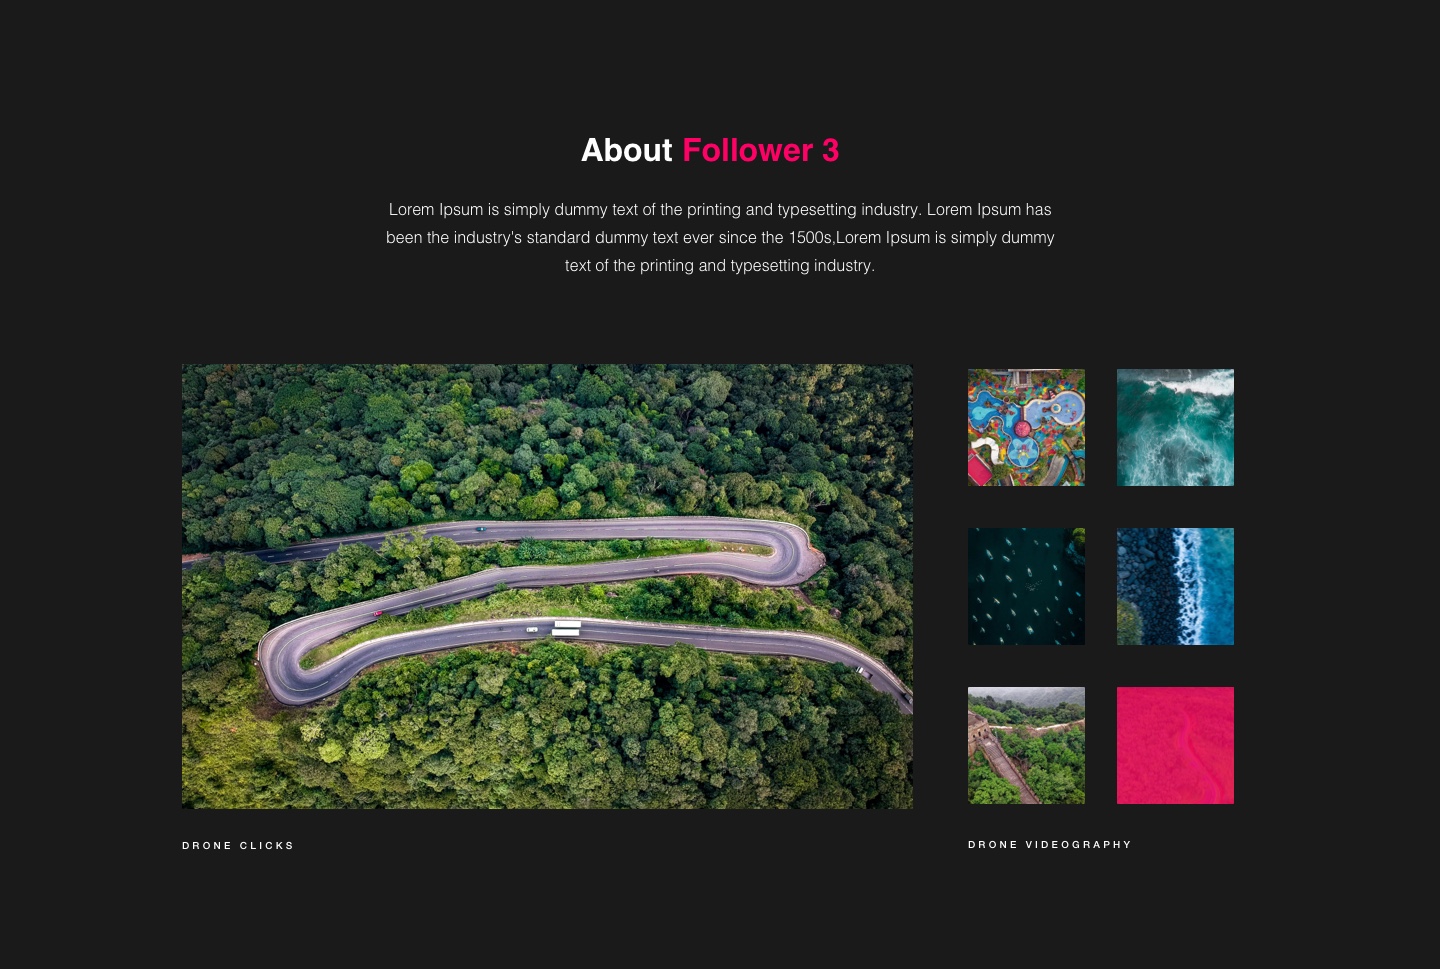 About Follower 3
Lorem Ipsum is simply dummy text of the printing and typesetting industry. Lorem Ipsum has
been the industry's standard dummy text ever since the 1500s,Lorem Ipsum is simply dummy
text of the printing and typesetting industry.
DRONE CLICKS
DRONE VIDEOGRAPHY